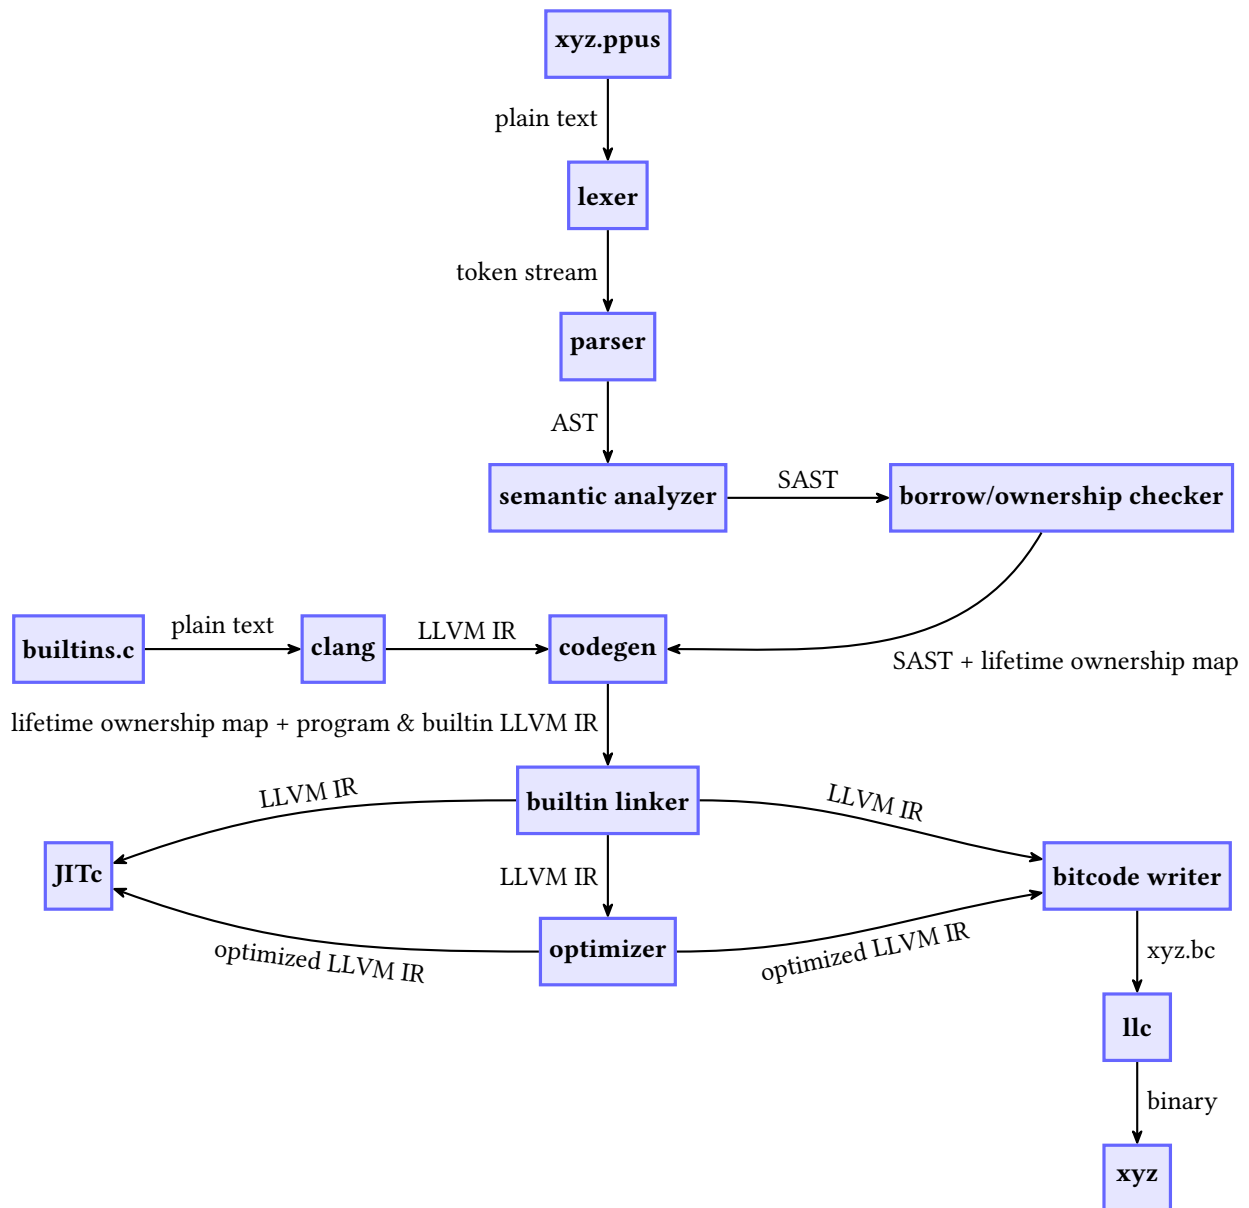 xyz.ppus
plain text
lexer
token stream
parser
AST
semantic analyzer
SAST
borrow/ownership checker
builtins.c
plain text
clang
LLVM IR
codegen
SAST + lifetime ownership map
lifetime ownership map + program & builtin LLVM IR
LLVM IR
builtin linker
LLVM IR
JITc
LLVM IR
bitcode writer
optimized LLVM IR
optimizer
optimized LLVM IR
xyz.bc
llc
binary
xyz